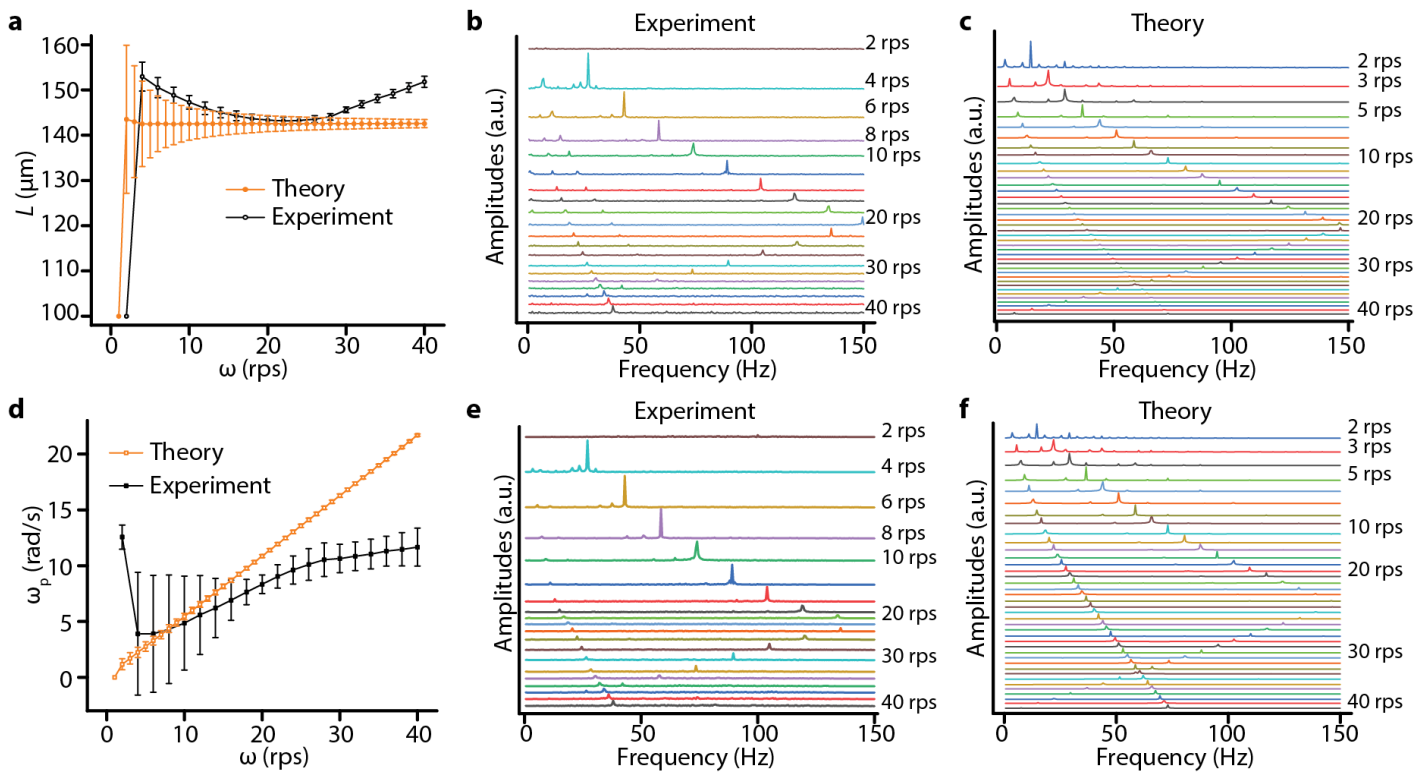 a
160
150
140
130
120
110
100
L (μm)
Theory
Experiment
0 10 20 30 40
ω (rps)
b
Experiment
2 rps
4 rps
6 rps
8 rps
10 rps
20 rps
30 rps
40 rps
Amplitudes (a.u.)
0 50 100 150
Frequency (Hz)
c
Theory
2 rps
3 rps
5 rps
10 rps
20 rps
30 rps
40 rps
Amplitudes (a.u.)
0 50 100 150
Frequency (Hz)
d
20
15
10
5
0
ωp (rad/s)
Theory
Experiment
0 10 20 30 40
ω (rps)
e
Experiment
2 rps
4 rps
6 rps
8 rps
10 rps
20 rps
30 rps
40 rps
Amplitudes (a.u.)
0 50 100 150
Frequency (Hz)
f
Theory
2 rps
3 rps
5 rps
10 rps
20 rps
30 rps
40 rps
Amplitudes (a.u.)
0 50 100 150
Frequency (Hz)